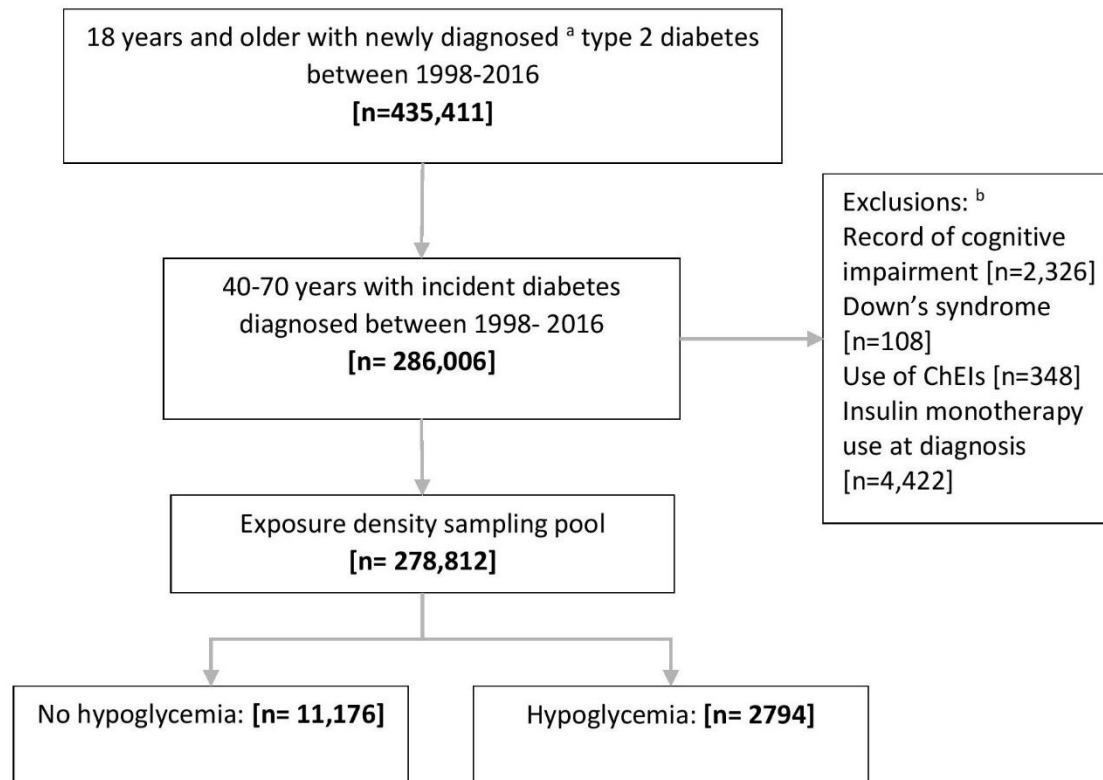 18 years and older with newly diagnosed ᵃ type 2 diabetes
between 1998-2016
[n=435,411]
40-70 years with incident diabetes
diagnosed between 1998- 2016
[n= 286,006]
Exclusions: ᵇ
Record of cognitive
impairment [n=2,326]
Down’s syndrome
[n=108]
Use of ChEIs [n=348]
Insulin monotherapy
use at diagnosis
[n=4,422]
Exposure density sampling pool
[n= 278,812]
No hypoglycemia: [n= 11,176]
Hypoglycemia: [n= 2794]